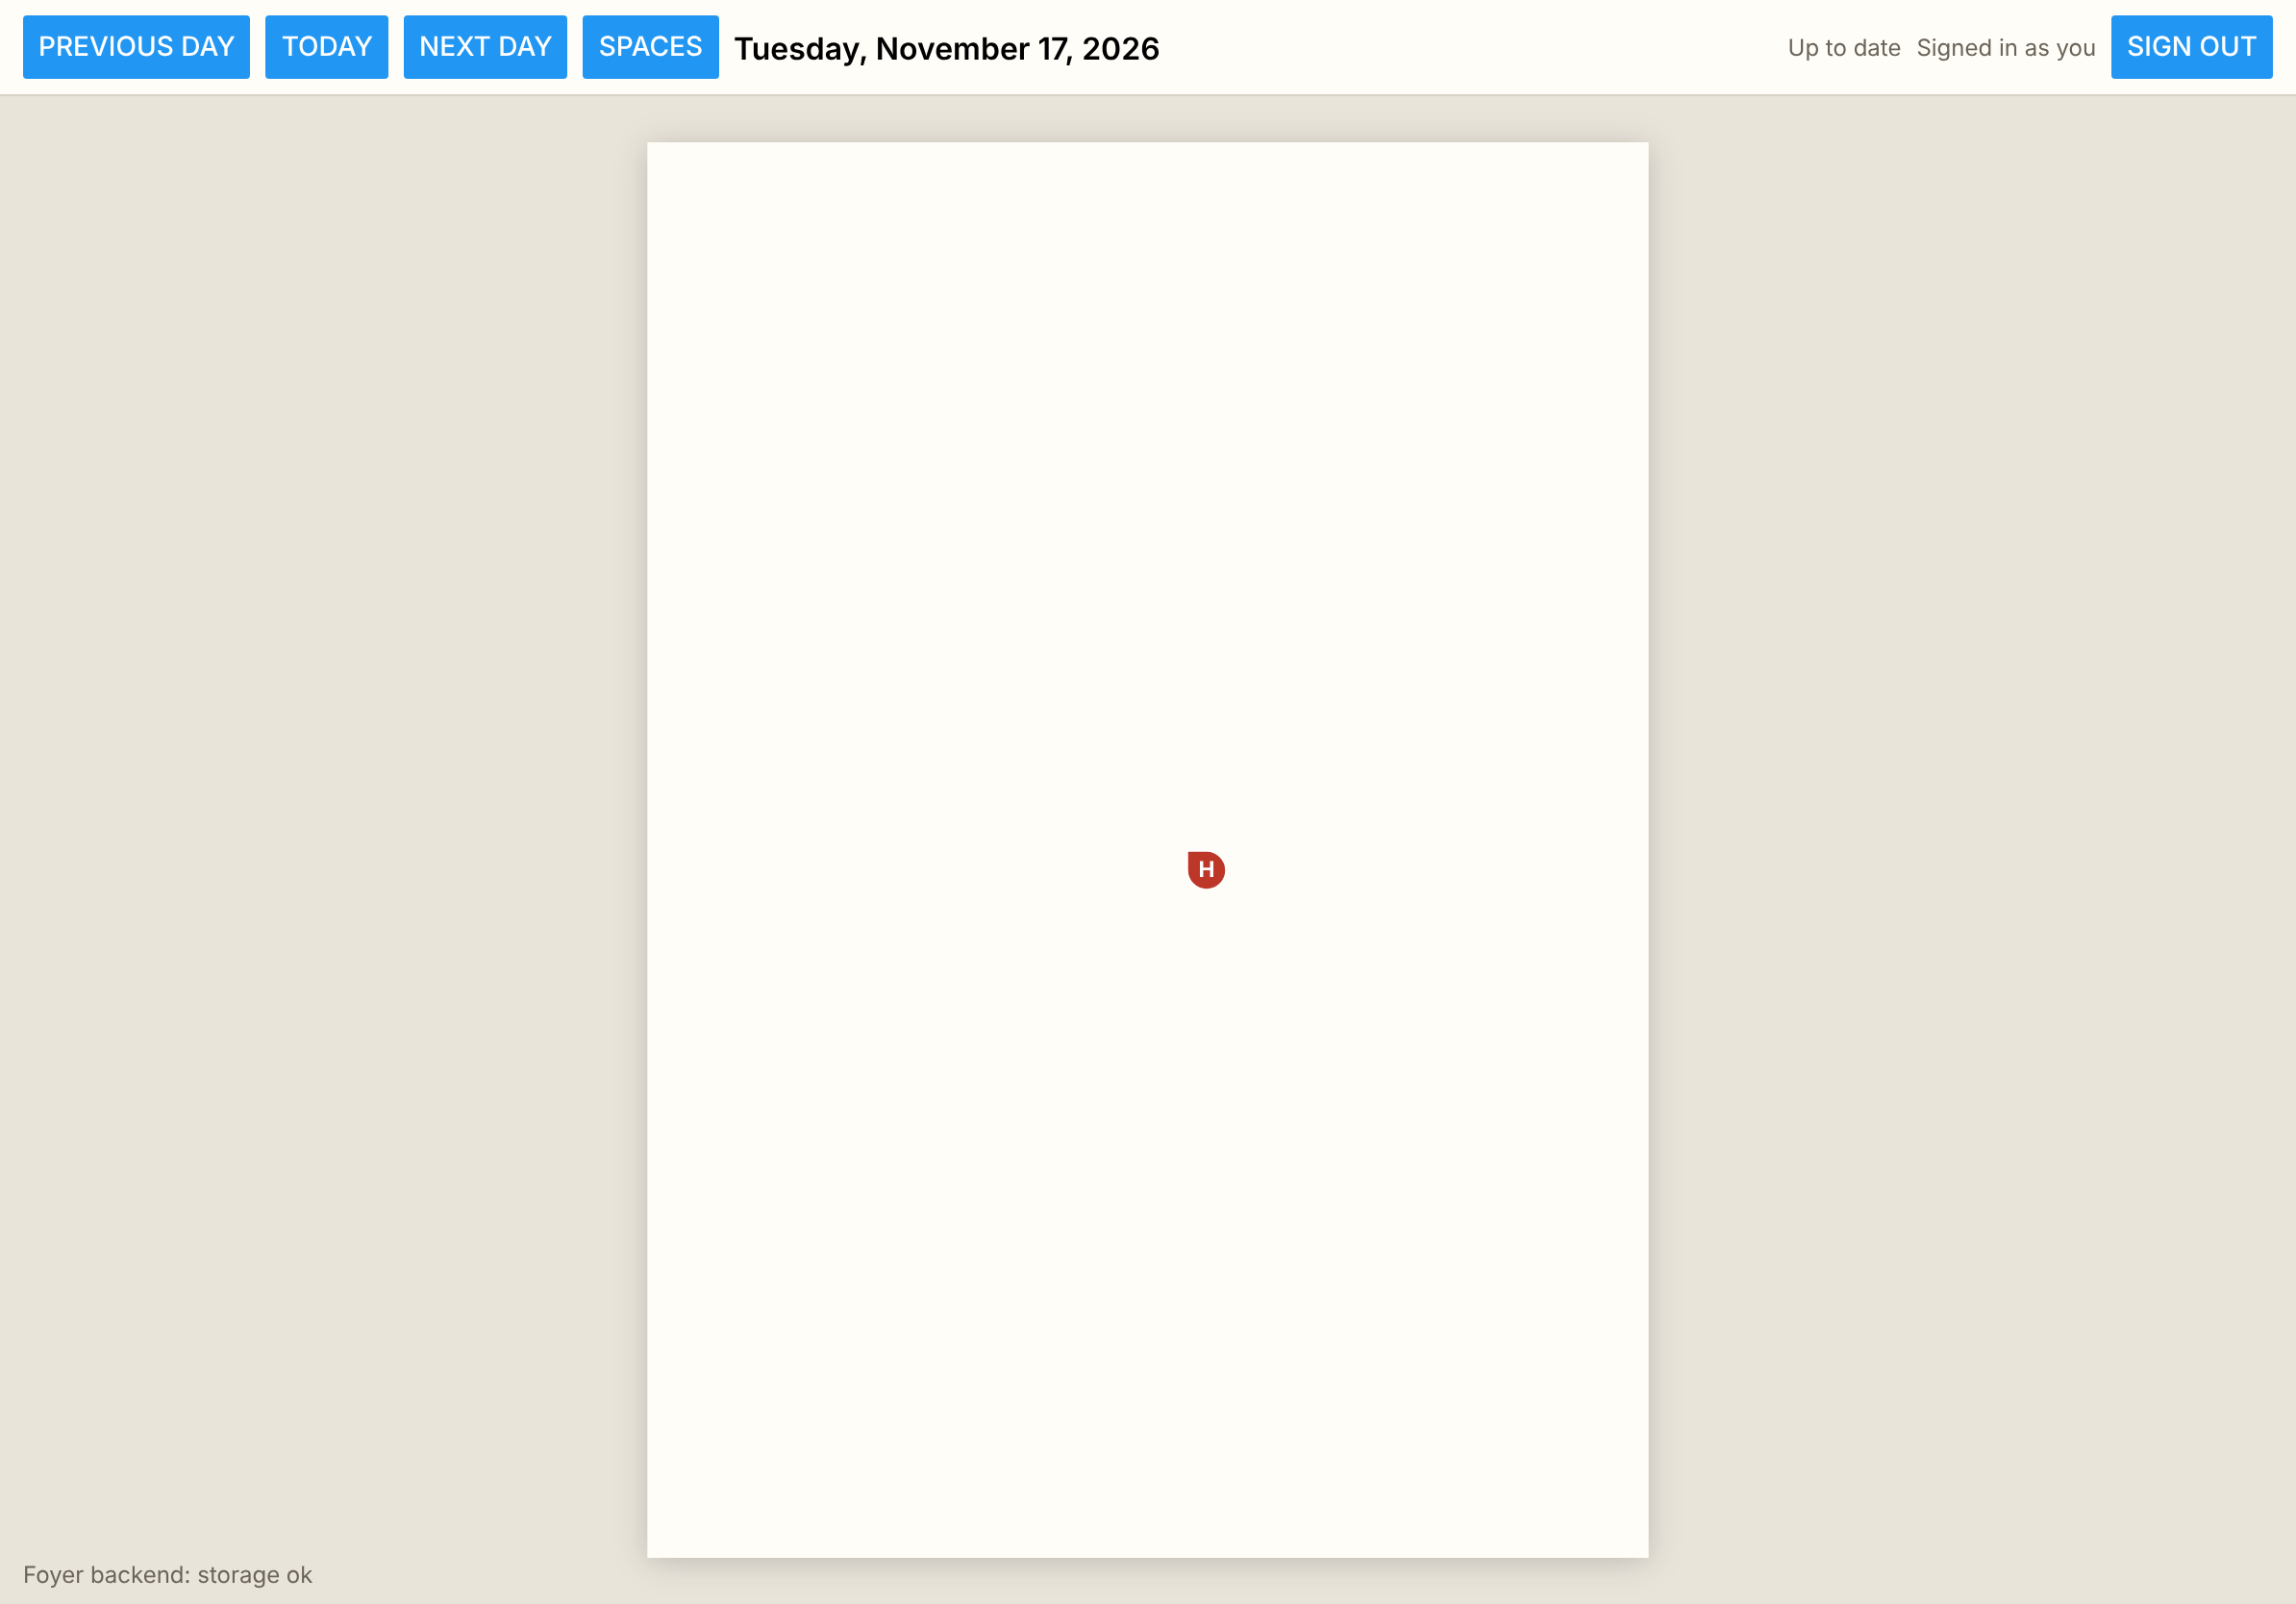 PREVIOUS DAY TODAY NEXT DAY SPACES Tuesday, November 17, 2026 Up to date Signed in as you SIGN OUT
H
Foyer backend: storage ok